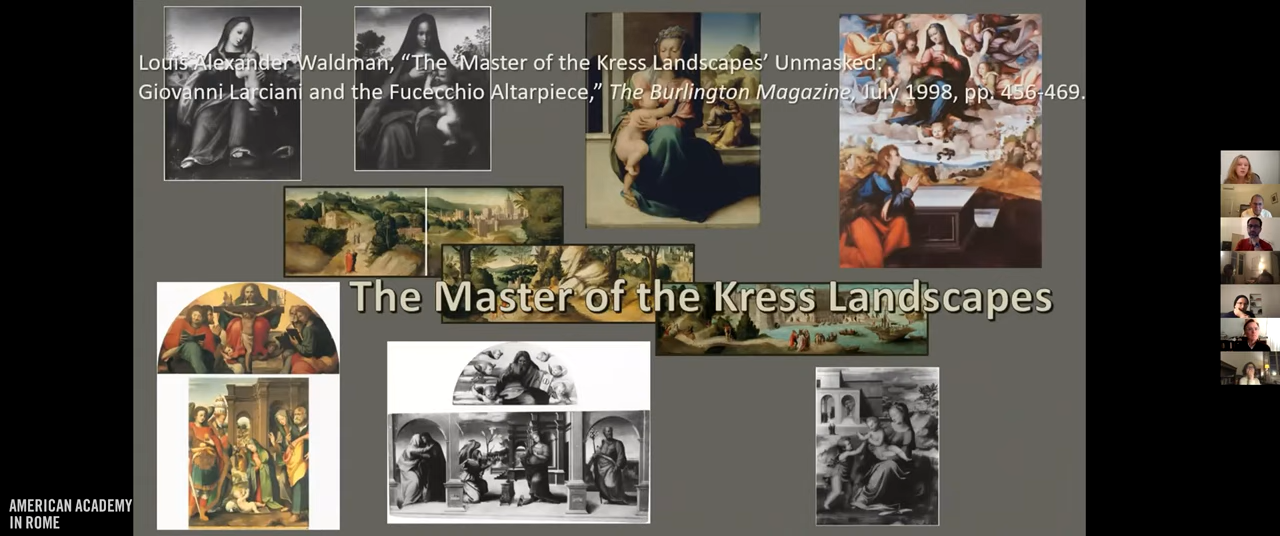 Louis Alexander Waldman, “The ‘Master of the Kress Landscapes’ Unmasked:
Giovanni Larciani and the Fucecchio Altarpiece,” The Burlington Magazine, July 1998, pp. 456-469.
The Master of the Kress Landscapes
AMERICAN ACADEMY
IN ROME